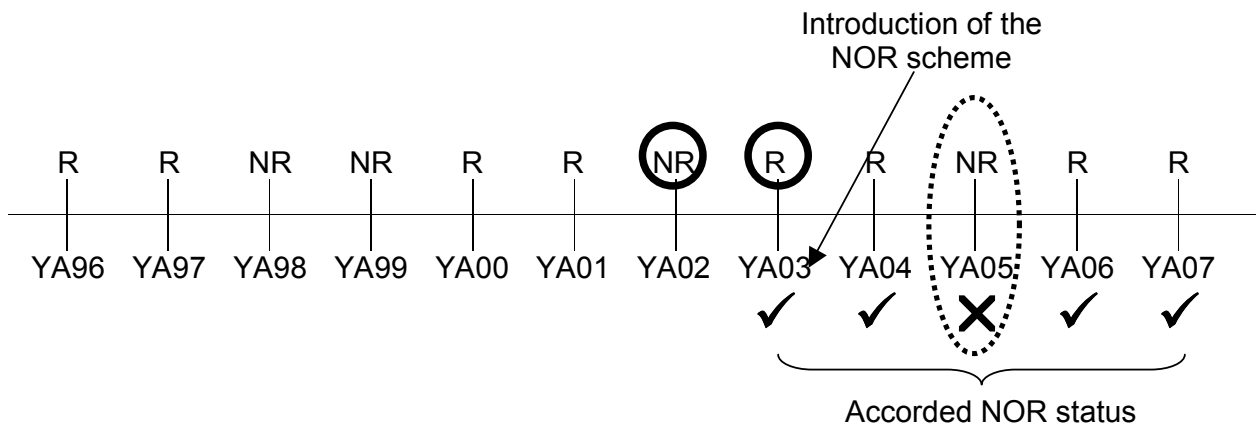 Introduction of the
NOR scheme
R R NR NR R R NR R R NR R R
YA96 YA97 YA98 YA99 YA00 YA01 YA02 YA03 YA04 YA05 YA06 YA07
Accorded NOR status